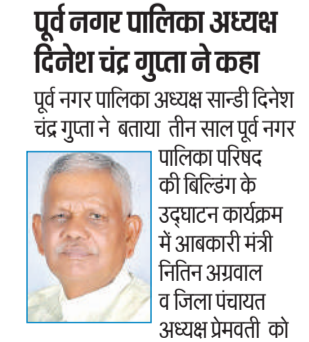 पूर्व नगर पालिका अध्यक्ष
दिनेश चंद्र गुप्ता ने कहा
पूर्व नगर पालिका अध्यक्ष सान्डी दिनेश
चंद्र गुप्ता ने बताया तीन साल पूर्व नगर
पालिका परिषद
की बिल्डिंग के
उद्घाटन कार्यक्रम
में आबकारी मंत्री
नितिन अग्रवाल
व जिला पंचायत
अध्यक्ष प्रेमवती को